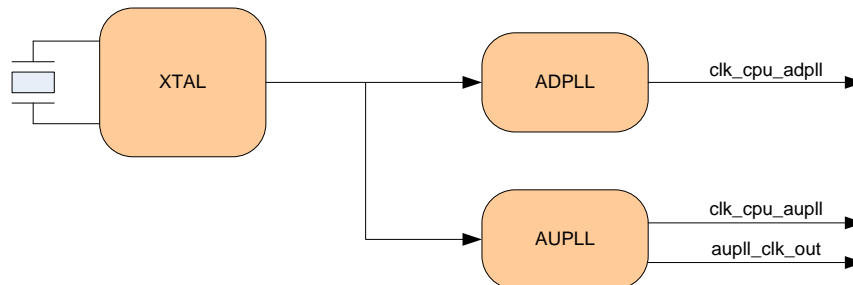 XTAL
ADPLL
clk_cpu_adpll
AUPLL
clk_cpu_aupll
aupll_clk_out